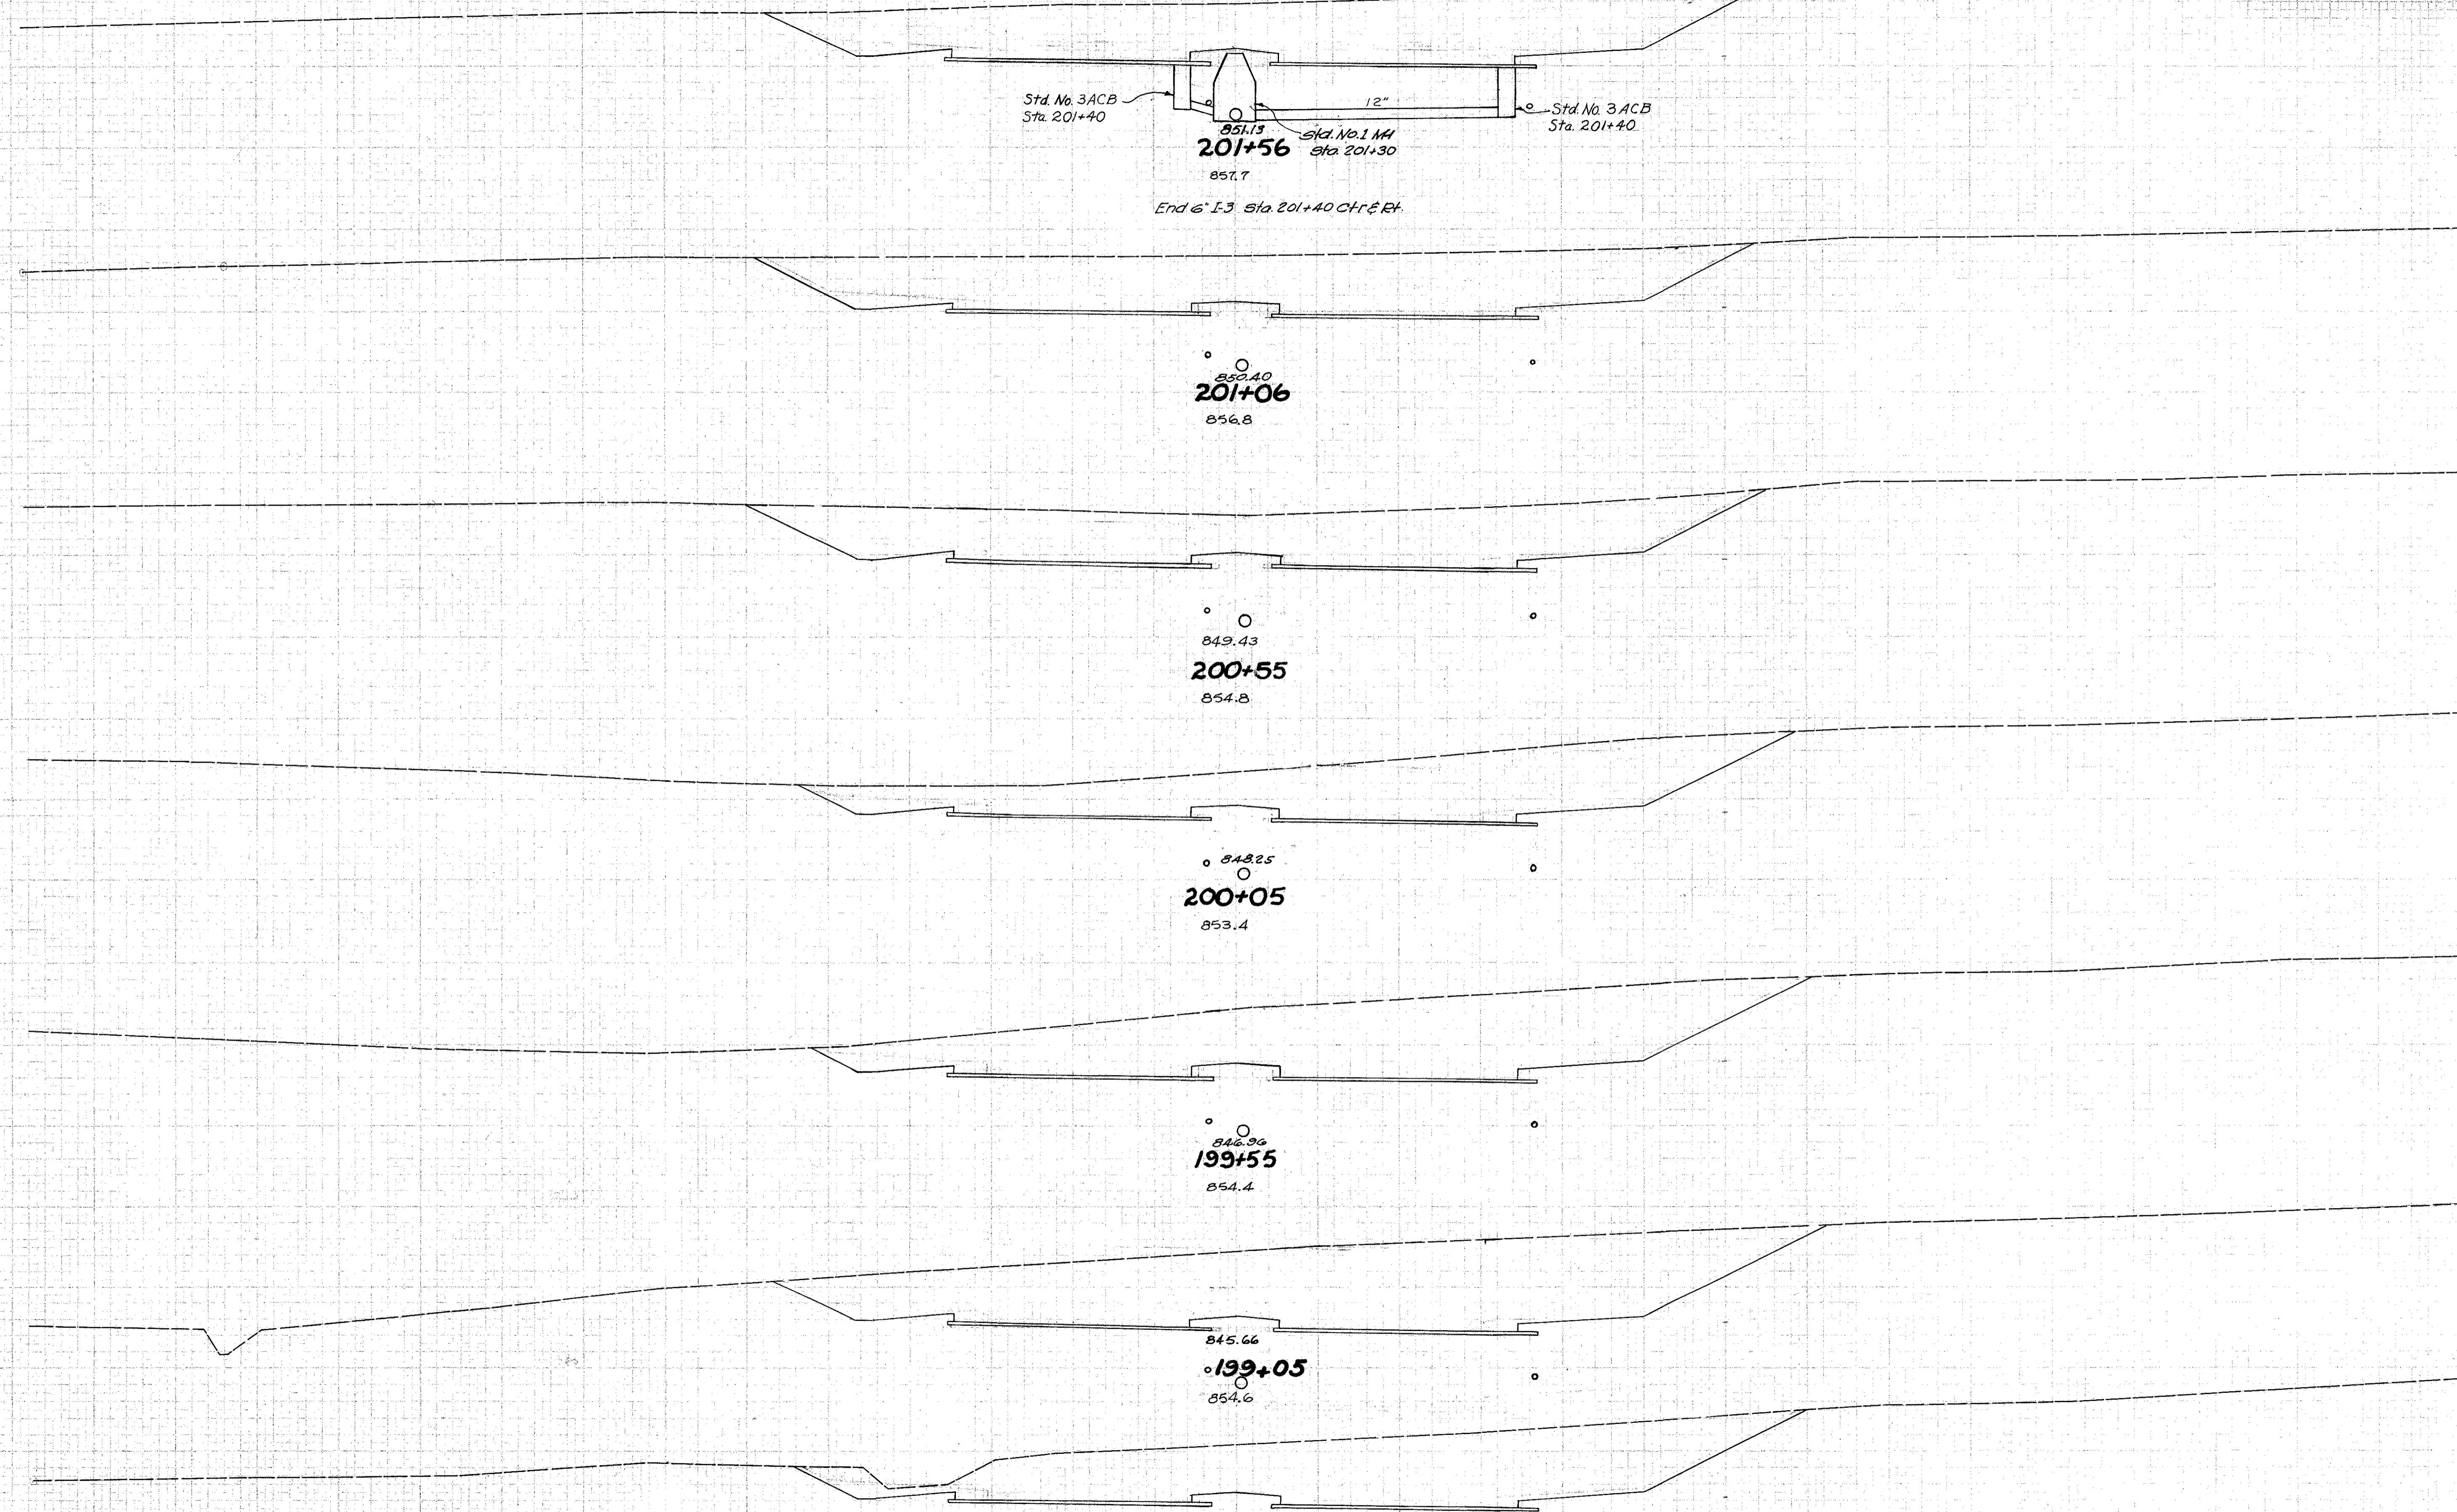 Std. No. 3ACB
Sta. 201+40
12"
Std. No. 3ACB
Sta. 201+40
851.13
Std. No. 1 MH
Sta. 201+30
201+56
857.7
End 6" I-3 Sta. 201+40 Ctr & Rt.
850.40
201+06
856.8
849.43
200+55
854.8
848.25
200+05
853.4
846.96
199+55
854.4
845.66
199+05
854.6